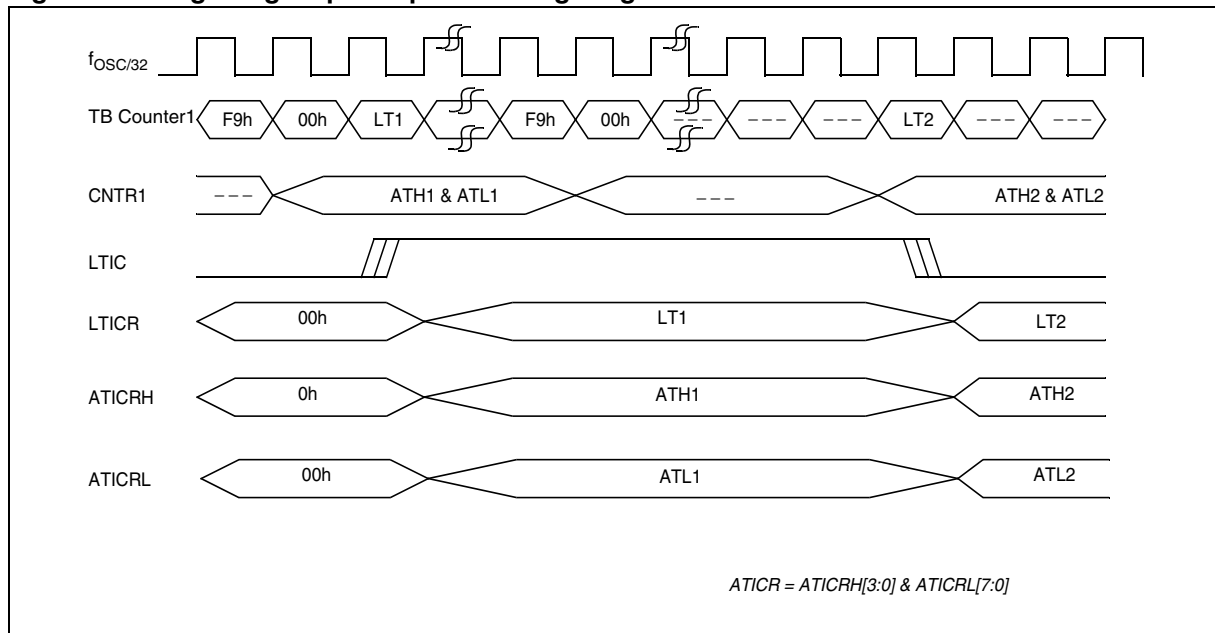 fOSC/32
TB Counter1 F9h 00h LT1 F9h 00h --- --- --- LT2 --- ---
CNTR1 --- ATH1 & ATL1 --- ATH2 & ATL2
LTIC
LTICR 00h LT1 LT2
ATICRH 0h ATH1 ATH2
ATICRL 00h ATL1 ATL2
ATICR = ATICRH[3:0] & ATICRL[7:0]